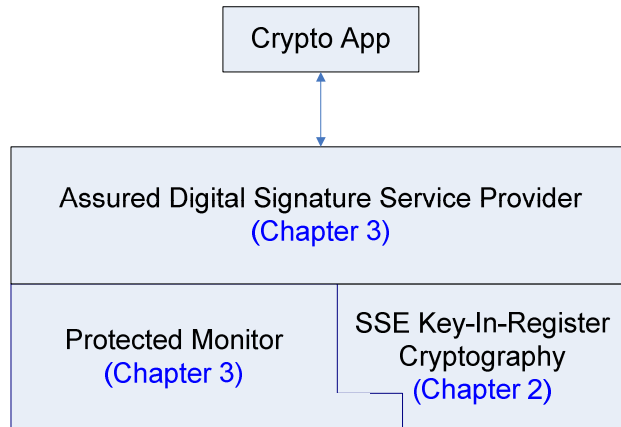 Crypto App
Assured Digital Signature Service Provider
(Chapter 3)
Protected Monitor
(Chapter 3)
SSE Key-In-Register
Cryptography
(Chapter 2)